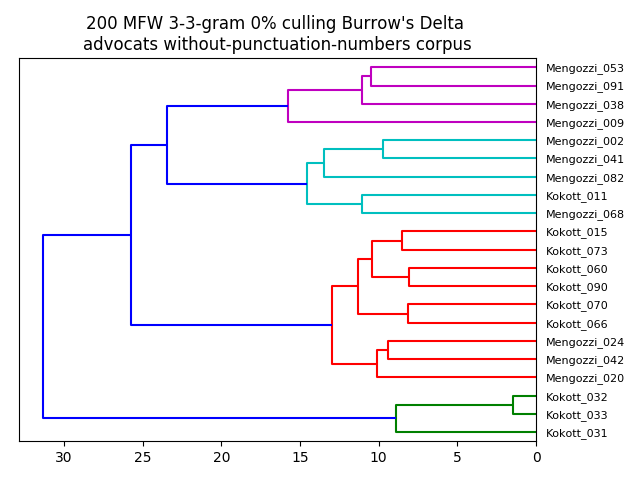 200 MFW 3-3-gram 0% culling Burrow's Delta
advocats without-punctuation-numbers corpus
Mengozzi_053
Mengozzi_091
Mengozzi_038
Mengozzi_009
Mengozzi_002
Mengozzi_041
Mengozzi_082
Kokott_011
Mengozzi_068
Kokott_015
Kokott_073
Kokott_060
Kokott_090
Kokott_070
Kokott_066
Mengozzi_024
Mengozzi_042
Mengozzi_020
Kokott_032
Kokott_033
Kokott_031
30 25 20 15 10 5 0